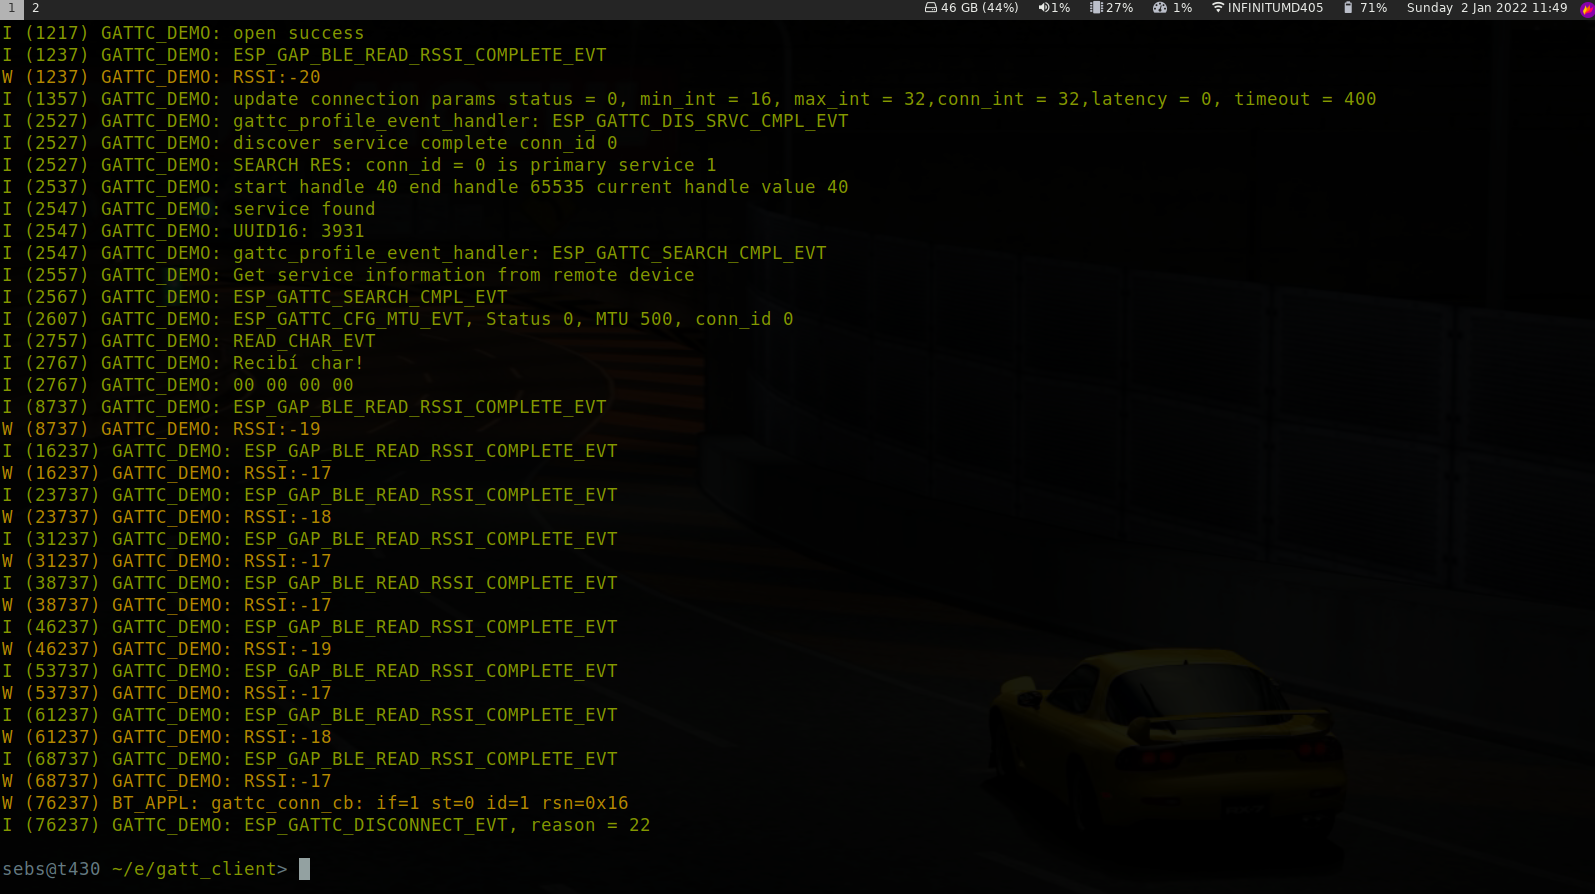 1 2 46 GB (44%) 1% 27% 1% INFINITUMD405 71% Sunday 2 Jan 2022 11:49
I (1217) GATTC_DEMO: open success
I (1237) GATTC_DEMO: ESP_GAP_BLE_READ_RSSI_COMPLETE_EVT
W (1237) GATTC_DEMO: RSSI:-20
I (1357) GATTC_DEMO: update connection params status = 0, min_int = 16, max_int = 32,conn_int = 32,latency = 0, timeout = 400
I (2527) GATTC_DEMO: gattc_profile_event_handler: ESP_GATTC_DIS_SRVC_CMPL_EVT
I (2527) GATTC_DEMO: discover service complete conn_id 0
I (2527) GATTC_DEMO: SEARCH RES: conn_id = 0 is primary service 1
I (2537) GATTC_DEMO: start handle 40 end handle 65535 current handle value 40
I (2547) GATTC_DEMO: service found
I (2547) GATTC_DEMO: UUID16: 3931
I (2547) GATTC_DEMO: gattc_profile_event_handler: ESP_GATTC_SEARCH_CMPL_EVT
I (2557) GATTC_DEMO: Get service information from remote device
I (2567) GATTC_DEMO: ESP_GATTC_SEARCH_CMPL_EVT
I (2607) GATTC_DEMO: ESP_GATTC_CFG_MTU_EVT, Status 0, MTU 500, conn_id 0
I (2757) GATTC_DEMO: READ_CHAR_EVT
I (2767) GATTC_DEMO: Recibí char!
I (2767) GATTC_DEMO: 00 00 00 00
I (8737) GATTC_DEMO: ESP_GAP_BLE_READ_RSSI_COMPLETE_EVT
W (8737) GATTC_DEMO: RSSI:-19
I (16237) GATTC_DEMO: ESP_GAP_BLE_READ_RSSI_COMPLETE_EVT
W (16237) GATTC_DEMO: RSSI:-17
I (23737) GATTC_DEMO: ESP_GAP_BLE_READ_RSSI_COMPLETE_EVT
W (23737) GATTC_DEMO: RSSI:-18
I (31237) GATTC_DEMO: ESP_GAP_BLE_READ_RSSI_COMPLETE_EVT
W (31237) GATTC_DEMO: RSSI:-17
I (38737) GATTC_DEMO: ESP_GAP_BLE_READ_RSSI_COMPLETE_EVT
W (38737) GATTC_DEMO: RSSI:-17
I (46237) GATTC_DEMO: ESP_GAP_BLE_READ_RSSI_COMPLETE_EVT
W (46237) GATTC_DEMO: RSSI:-19
I (53737) GATTC_DEMO: ESP_GAP_BLE_READ_RSSI_COMPLETE_EVT
W (53737) GATTC_DEMO: RSSI:-17
I (61237) GATTC_DEMO: ESP_GAP_BLE_READ_RSSI_COMPLETE_EVT
W (61237) GATTC_DEMO: RSSI:-18
I (68737) GATTC_DEMO: ESP_GAP_BLE_READ_RSSI_COMPLETE_EVT
W (68737) GATTC_DEMO: RSSI:-17
W (76237) BT_APPL: gattc_conn_cb: if=1 st=0 id=1 rsn=0x16
I (76237) GATTC_DEMO: ESP_GATTC_DISCONNECT_EVT, reason = 22
sebs@t430 ~/e/gatt_client>